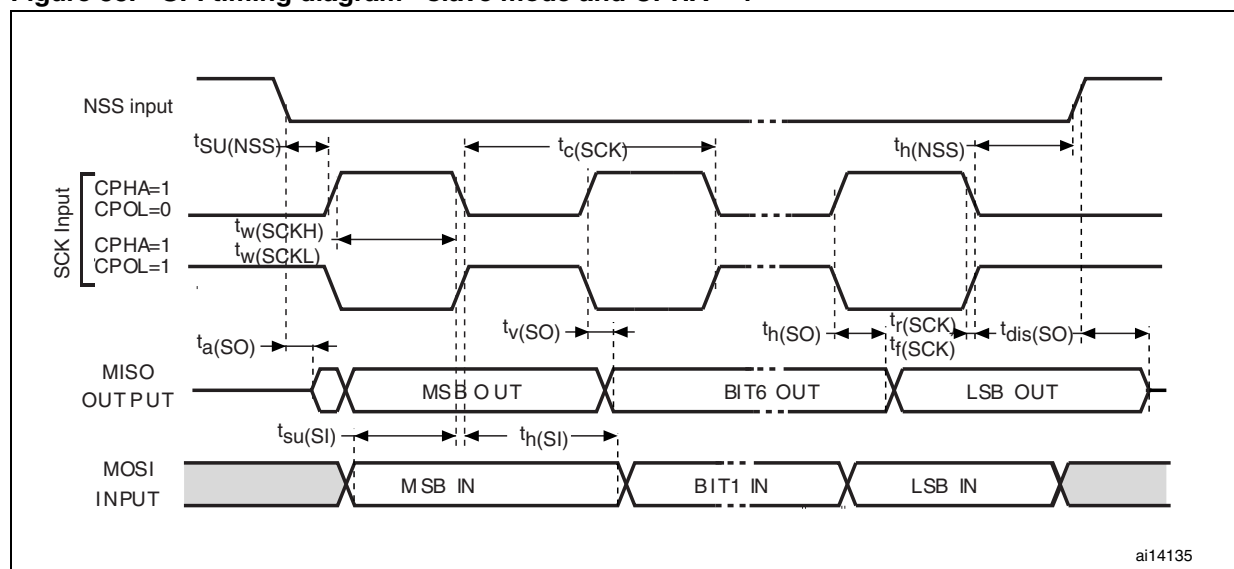 NSS input
tSU(NSS)
tc(SCK)
th(NSS)
SCK Input
CPHA=1
CPOL=0
tw(SCKH)
CPHA=1
tw(SCKL)
CPOL=1
ta(SO)
tv(SO)
th(SO)
tr(SCK)
tf(SCK)
tdis(SO)
MISO
OUTPUT
MSB OUT
BIT6 OUT
LSB OUT
tsu(SI)
th(SI)
MOSI
INPUT
MSB IN
BIT1 IN
LSB IN
ai14135